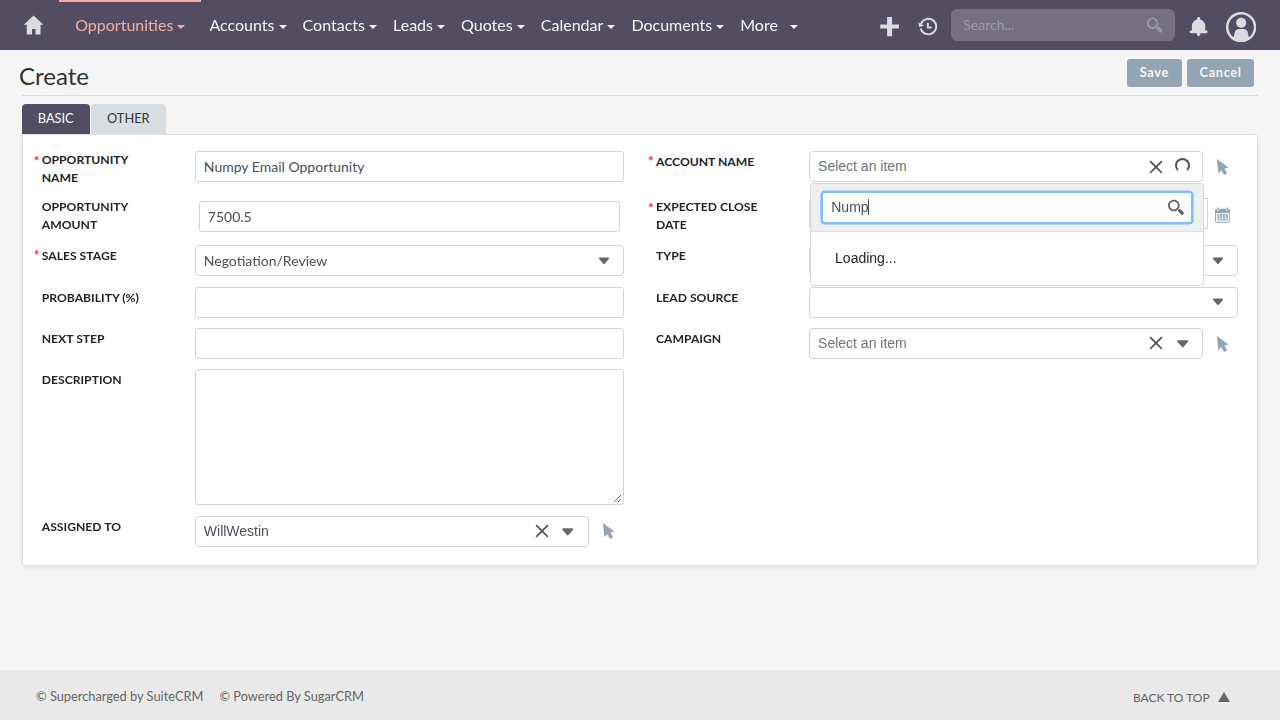 Opportunities Accounts Contacts Leads Quotes Calendar Documents More Search...
Create
Save Cancel
BASIC OTHER
* OPPORTUNITY NAME
Numpy Email Opportunity
* ACCOUNT NAME
Select an item
Nump
Loading...
OPPORTUNITY AMOUNT
7500.5
* EXPECTED CLOSE DATE
* SALES STAGE
Negotiation/Review
TYPE
PROBABILITY (%)
LEAD SOURCE
NEXT STEP
CAMPAIGN
Select an item
DESCRIPTION
ASSIGNED TO
WillWestin
© Supercharged by SuiteCRM © Powered By SugarCRM
BACK TO TOP